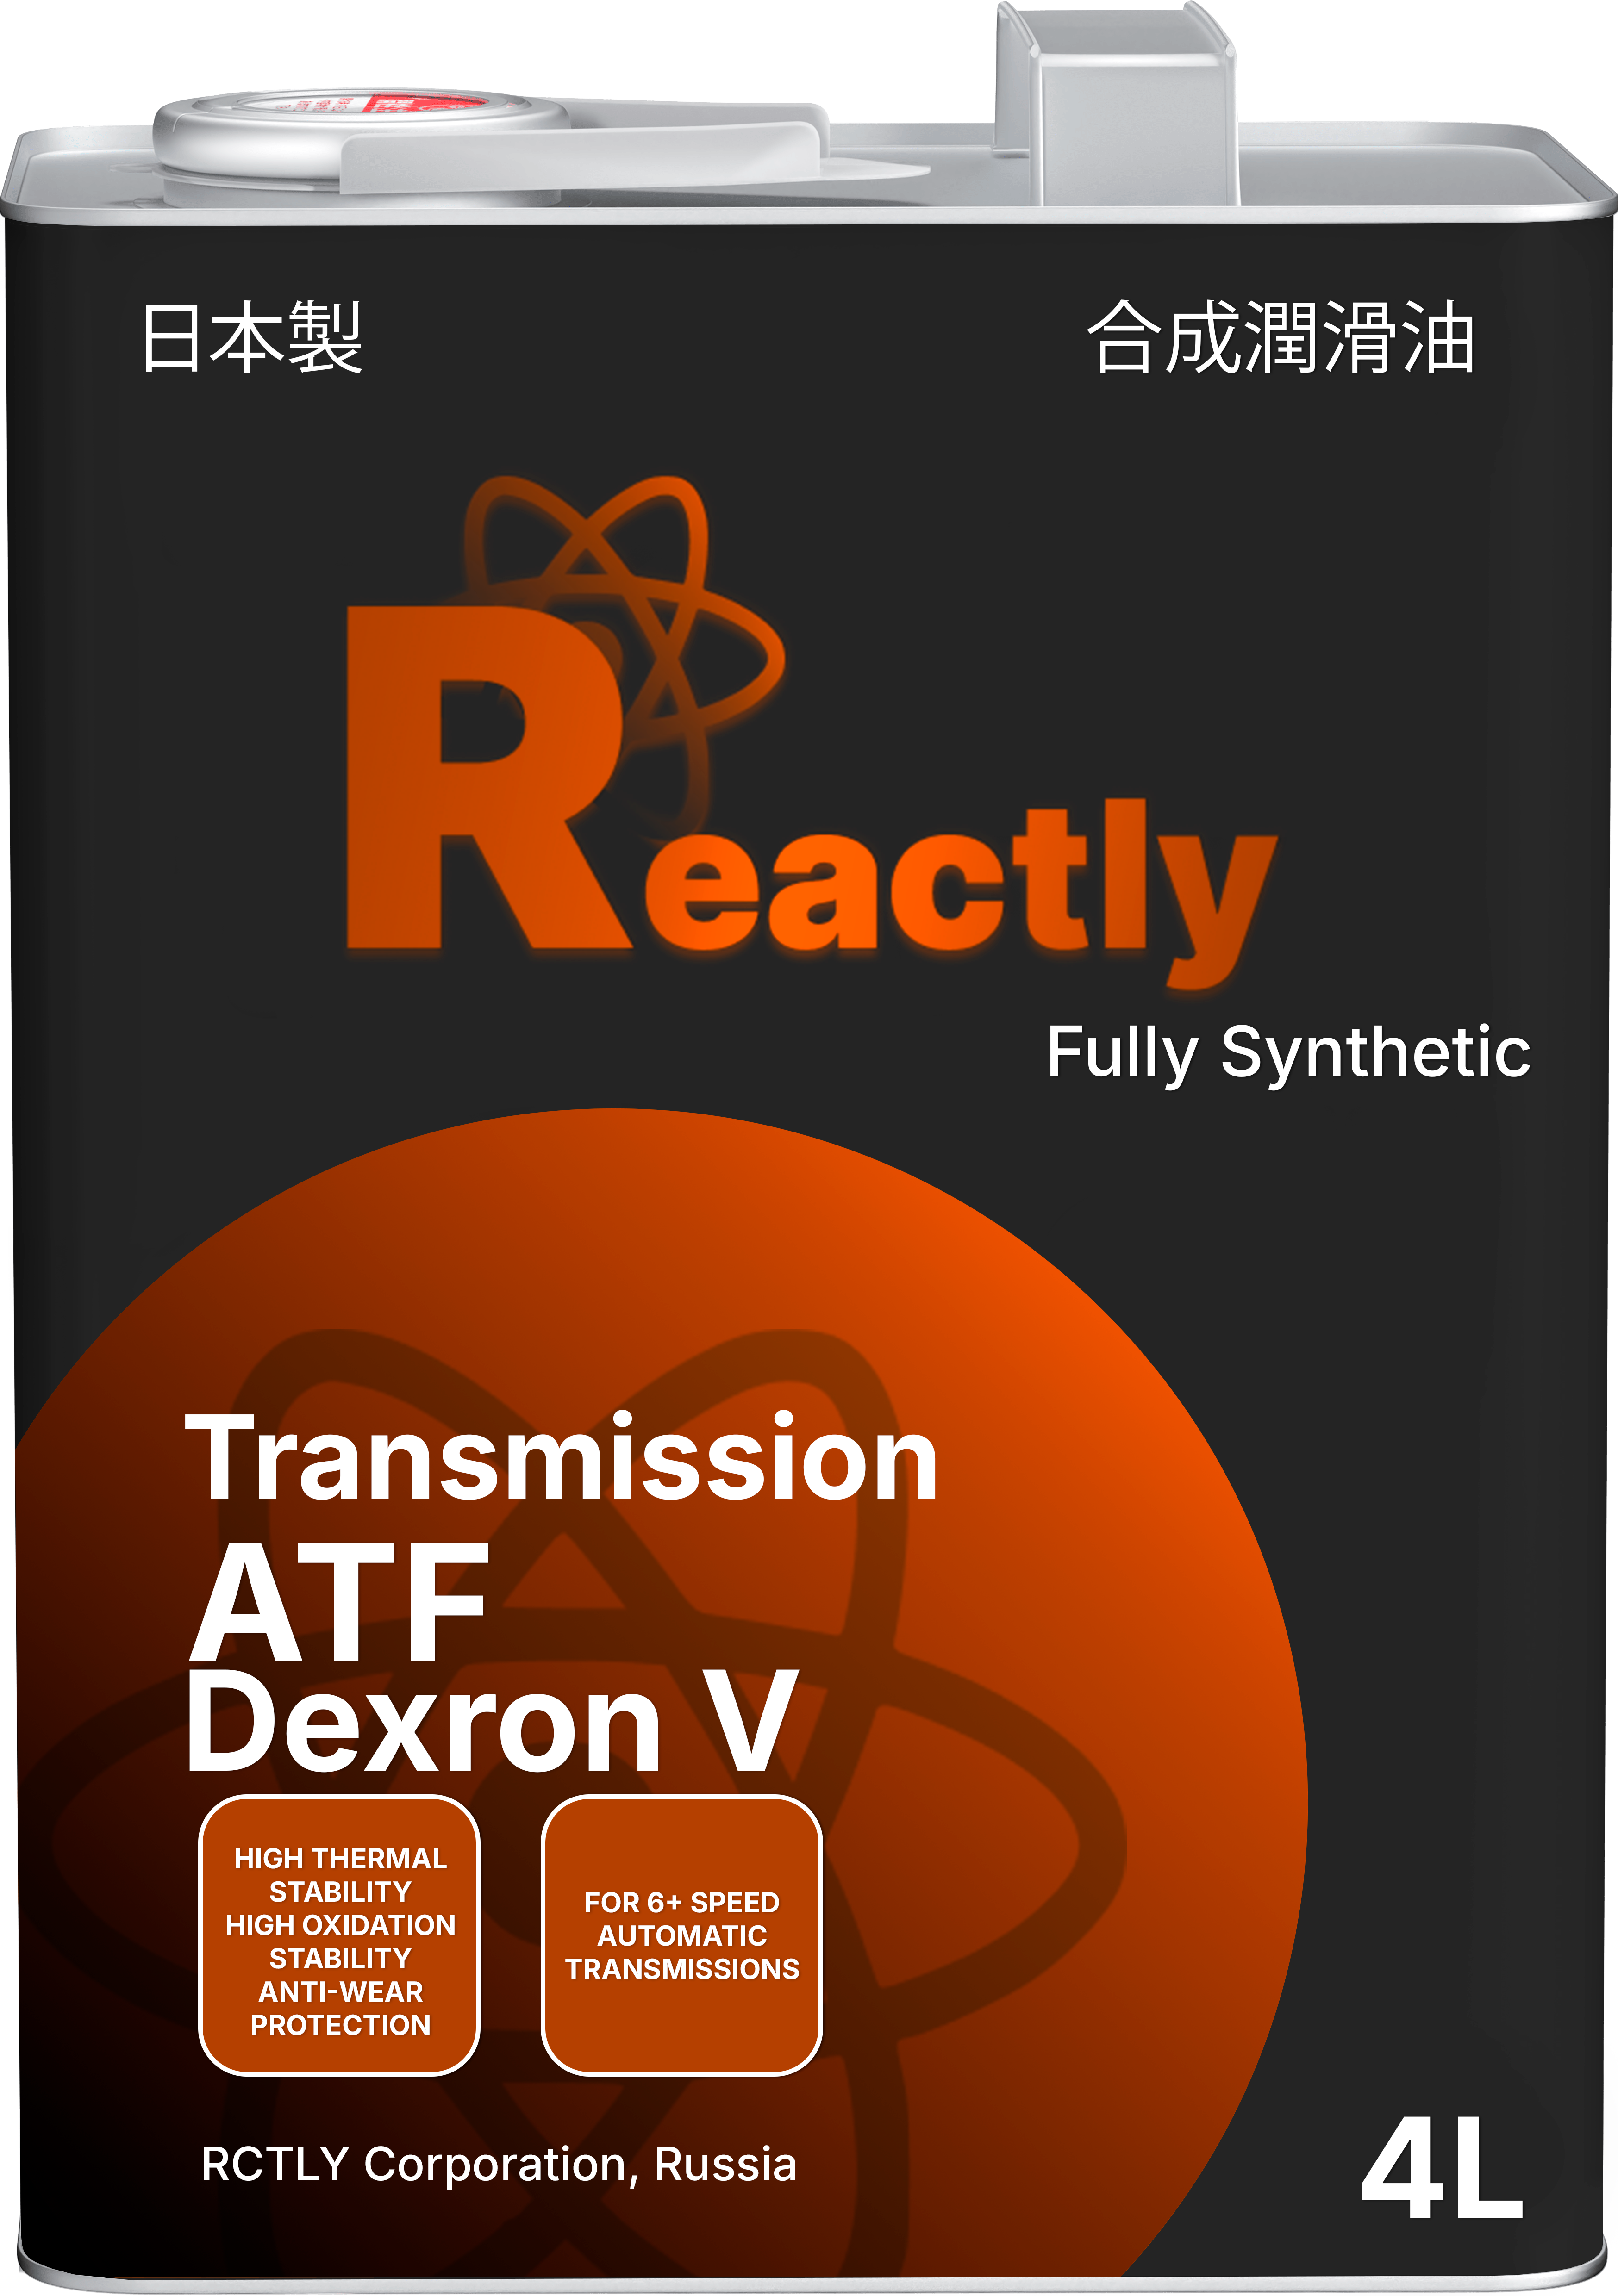 日本製
合成潤滑油
Reactly
Fully Synthetic
Transmission
ATF
Dexron V
HIGH THERMAL
STABILITY
HIGH OXIDATION
STABILITY
ANTI-WEAR
PROTECTION
FOR 6+ SPEED
AUTOMATIC
TRANSMISSIONS
RCTLY Corporation, Russia
4L